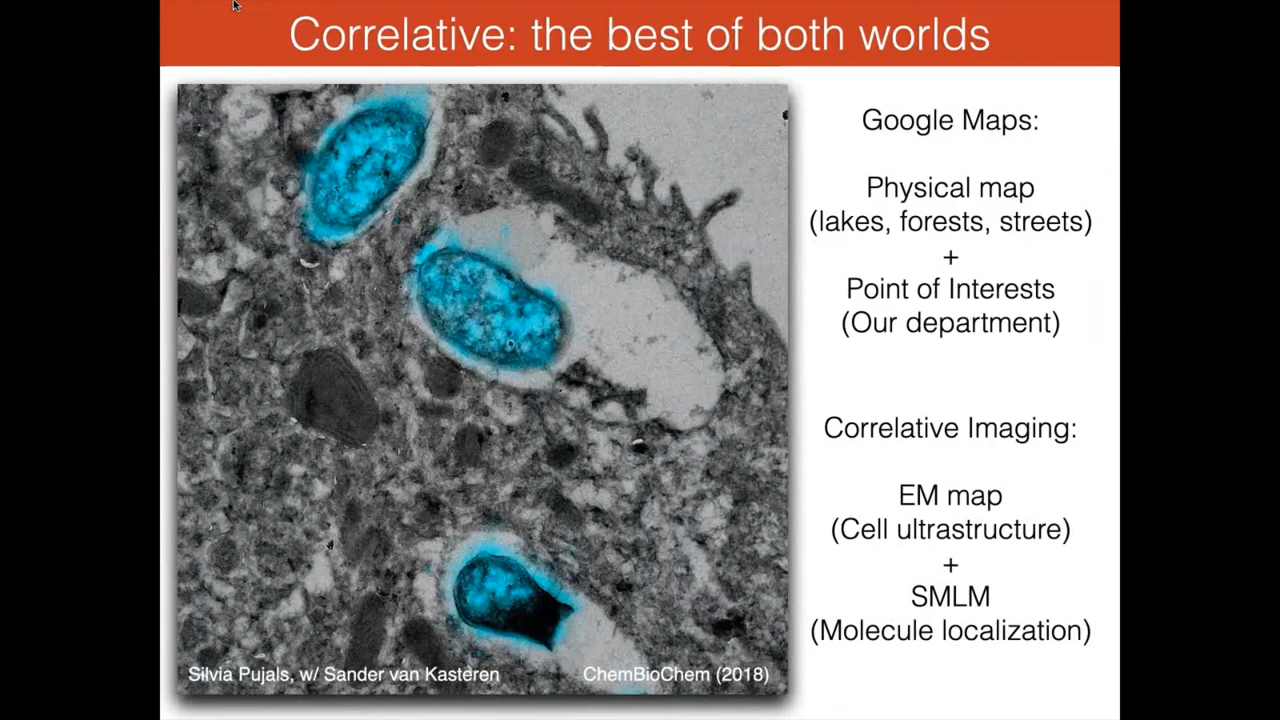 Correlative: the best of both worlds
Google Maps:
Physical map
(lakes, forests, streets)
+
Point of Interests
(Our department)
Correlative Imaging:
EM map
(Cell ultrastructure)
+
SMLM
(Molecule localization)
Silvia Pujals, w/ Sander van Kasteren
ChemBioChem (2018)